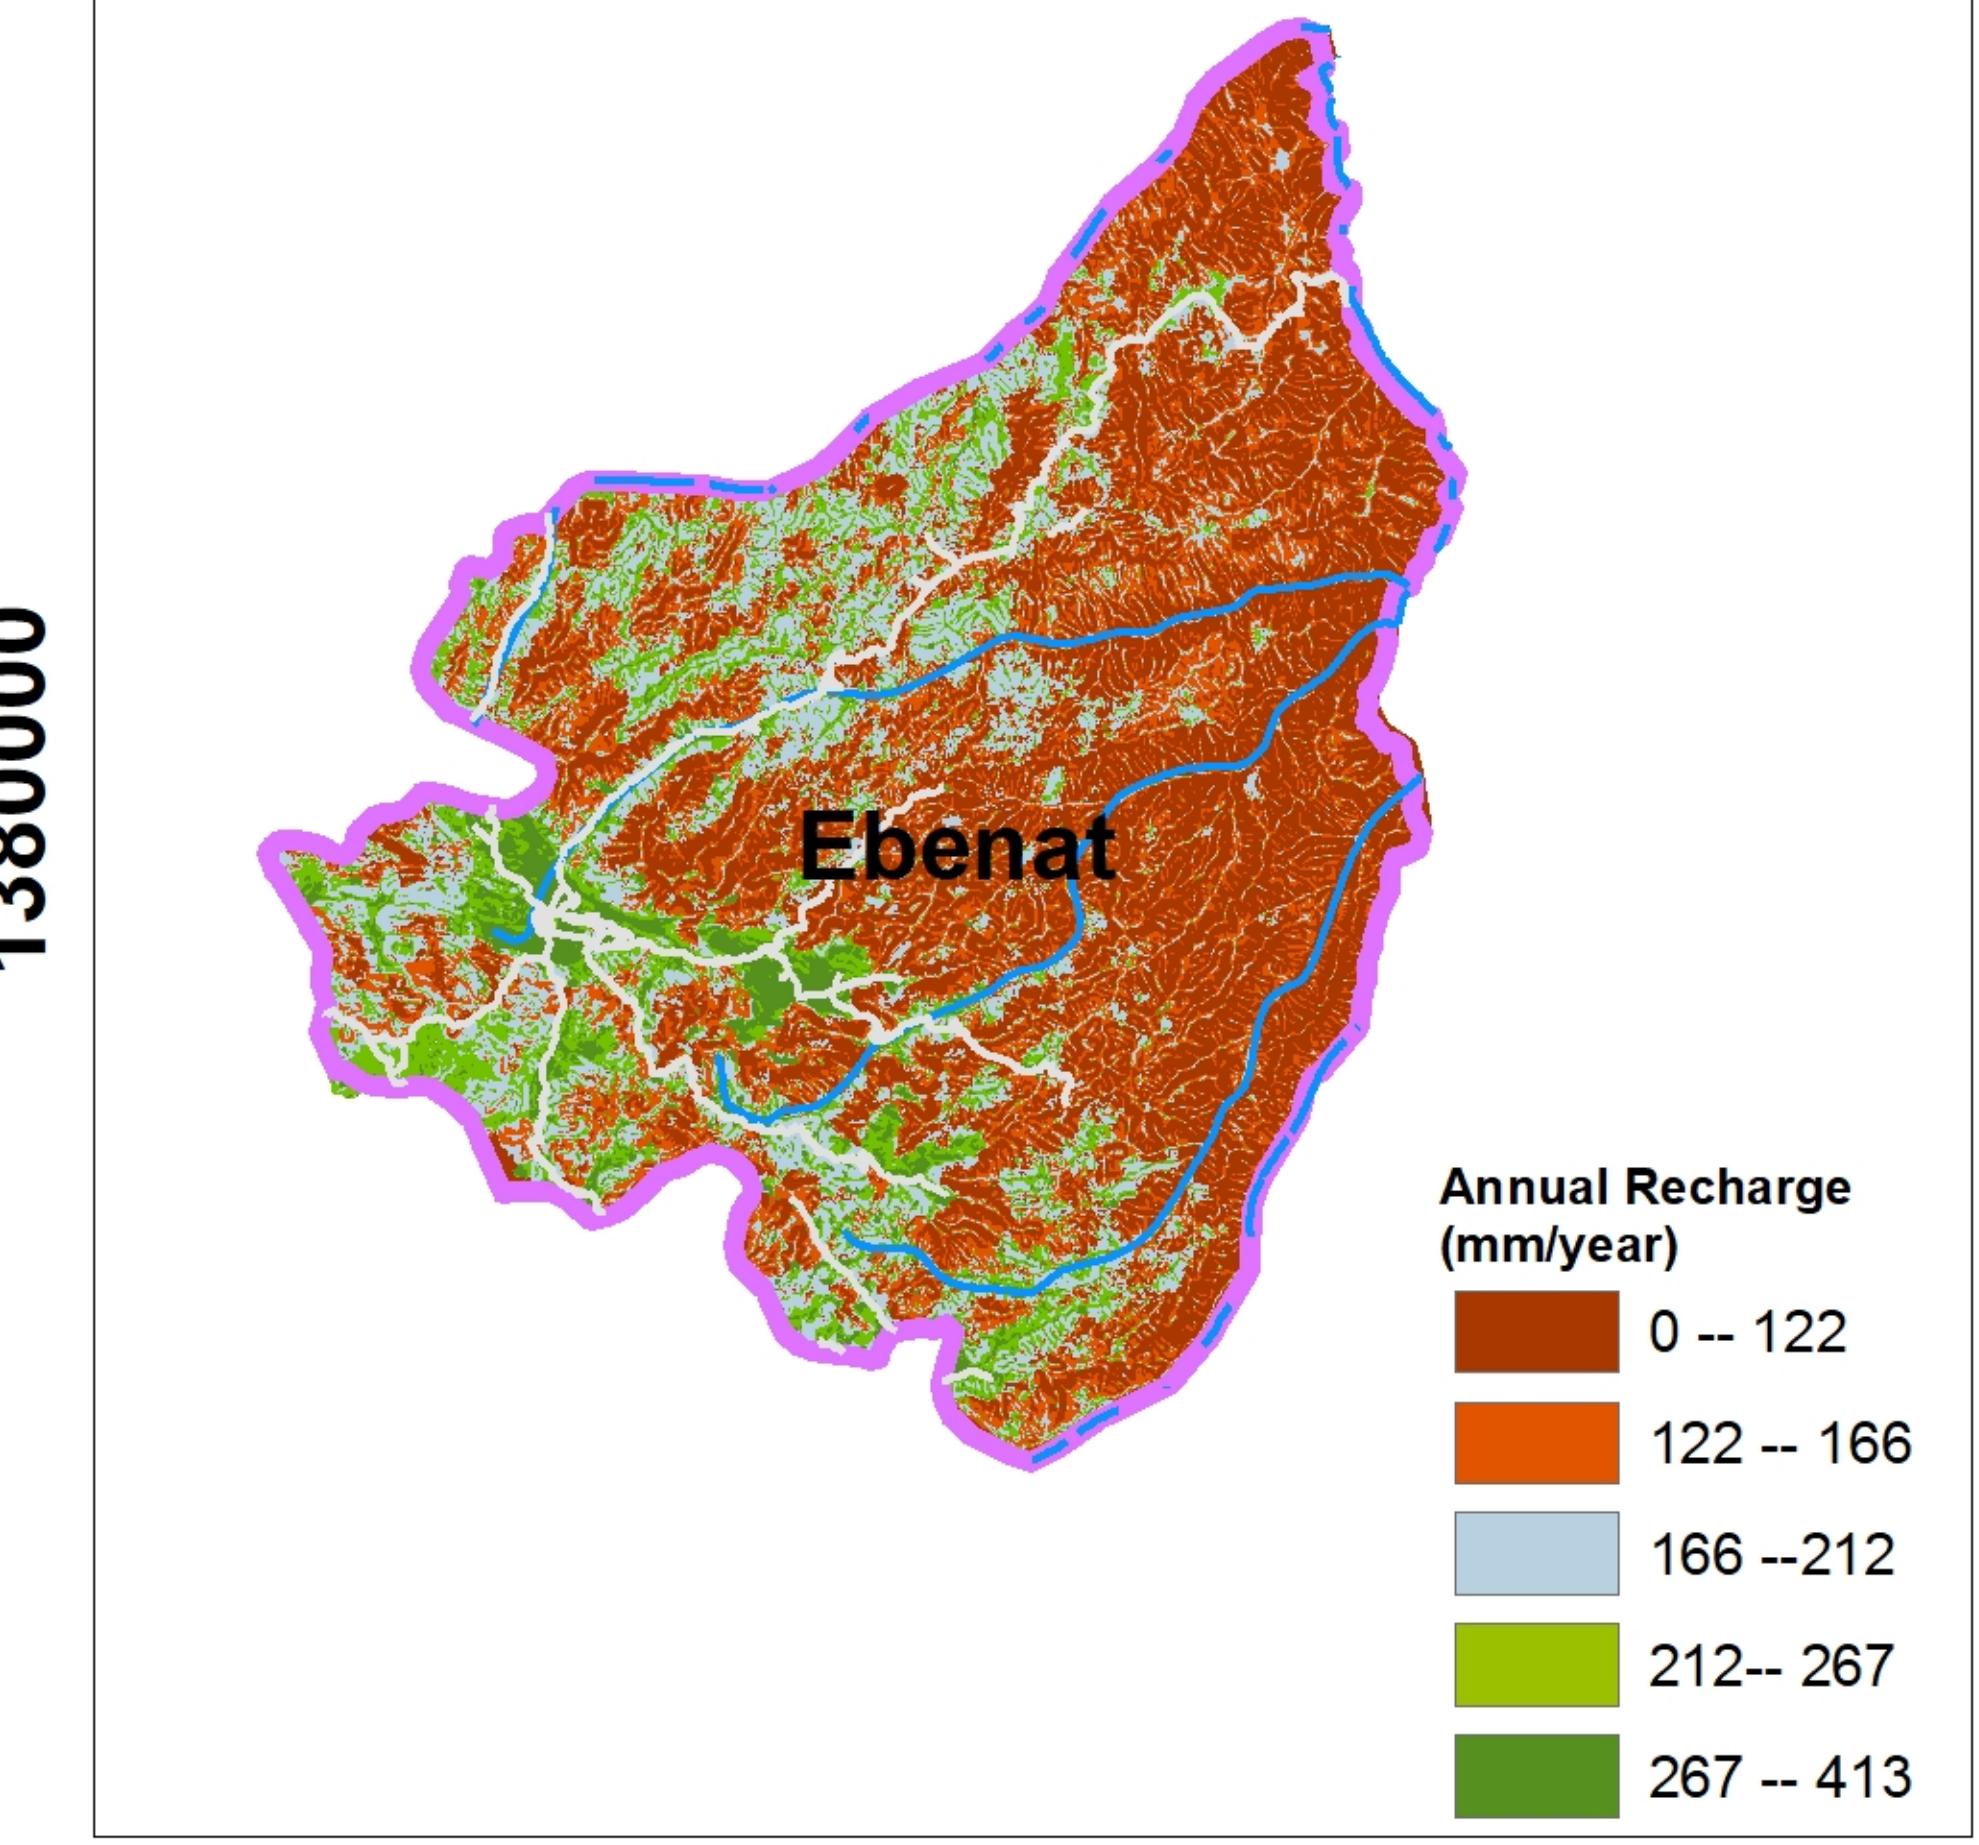 1380000
Ebenat
Annual Recharge
(mm/year)
0 -- 122
122 -- 166
166 --212
212-- 267
267 -- 413